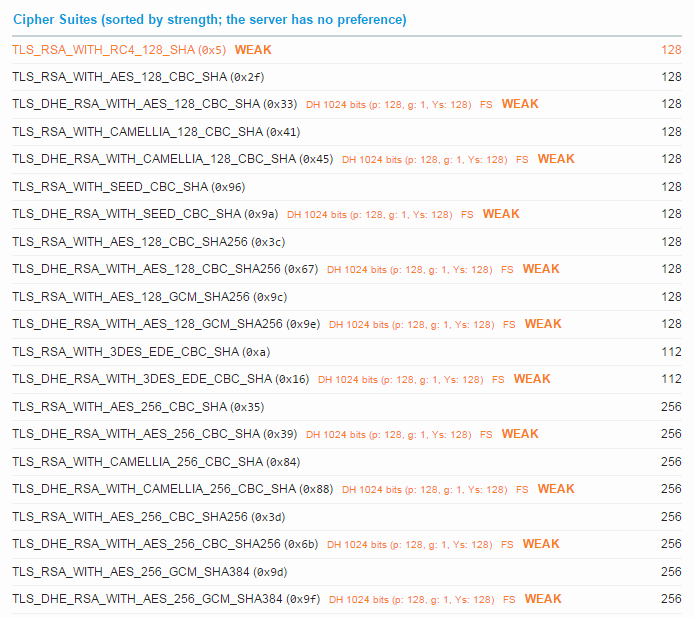 Cipher Suites (sorted by strength; the server has no preference)
TLS_RSA_WITH_RC4_128_SHA (0x5) WEAK 128
TLS_RSA_WITH_AES_128_CBC_SHA (0x2f) 128
TLS_DHE_RSA_WITH_AES_128_CBC_SHA (0x33) DH 1024 bits (p: 128, g: 1, Ys: 128) FS WEAK 128
TLS_RSA_WITH_CAMELLIA_128_CBC_SHA (0x41) 128
TLS_DHE_RSA_WITH_CAMELLIA_128_CBC_SHA (0x45) DH 1024 bits (p: 128, g: 1, Ys: 128) FS WEAK 128
TLS_RSA_WITH_SEED_CBC_SHA (0x96) 128
TLS_DHE_RSA_WITH_SEED_CBC_SHA (0x9a) DH 1024 bits (p: 128, g: 1, Ys: 128) FS WEAK 128
TLS_RSA_WITH_AES_128_CBC_SHA256 (0x3c) 128
TLS_DHE_RSA_WITH_AES_128_CBC_SHA256 (0x67) DH 1024 bits (p: 128, g: 1, Ys: 128) FS WEAK 128
TLS_RSA_WITH_AES_128_GCM_SHA256 (0x9c) 128
TLS_DHE_RSA_WITH_AES_128_GCM_SHA256 (0x9e) DH 1024 bits (p: 128, g: 1, Ys: 128) FS WEAK 128
TLS_RSA_WITH_3DES_EDE_CBC_SHA (0xa) 112
TLS_DHE_RSA_WITH_3DES_EDE_CBC_SHA (0x16) DH 1024 bits (p: 128, g: 1, Ys: 128) FS WEAK 112
TLS_RSA_WITH_AES_256_CBC_SHA (0x35) 256
TLS_DHE_RSA_WITH_AES_256_CBC_SHA (0x39) DH 1024 bits (p: 128, g: 1, Ys: 128) FS WEAK 256
TLS_RSA_WITH_CAMELLIA_256_CBC_SHA (0x84) 256
TLS_DHE_RSA_WITH_CAMELLIA_256_CBC_SHA (0x88) DH 1024 bits (p: 128, g: 1, Ys: 128) FS WEAK 256
TLS_RSA_WITH_AES_256_CBC_SHA256 (0x3d) 256
TLS_DHE_RSA_WITH_AES_256_CBC_SHA256 (0x6b) DH 1024 bits (p: 128, g: 1, Ys: 128) FS WEAK 256
TLS_RSA_WITH_AES_256_GCM_SHA384 (0x9d) 256
TLS_DHE_RSA_WITH_AES_256_GCM_SHA384 (0x9f) DH 1024 bits (p: 128, g: 1, Ys: 128) FS WEAK 256